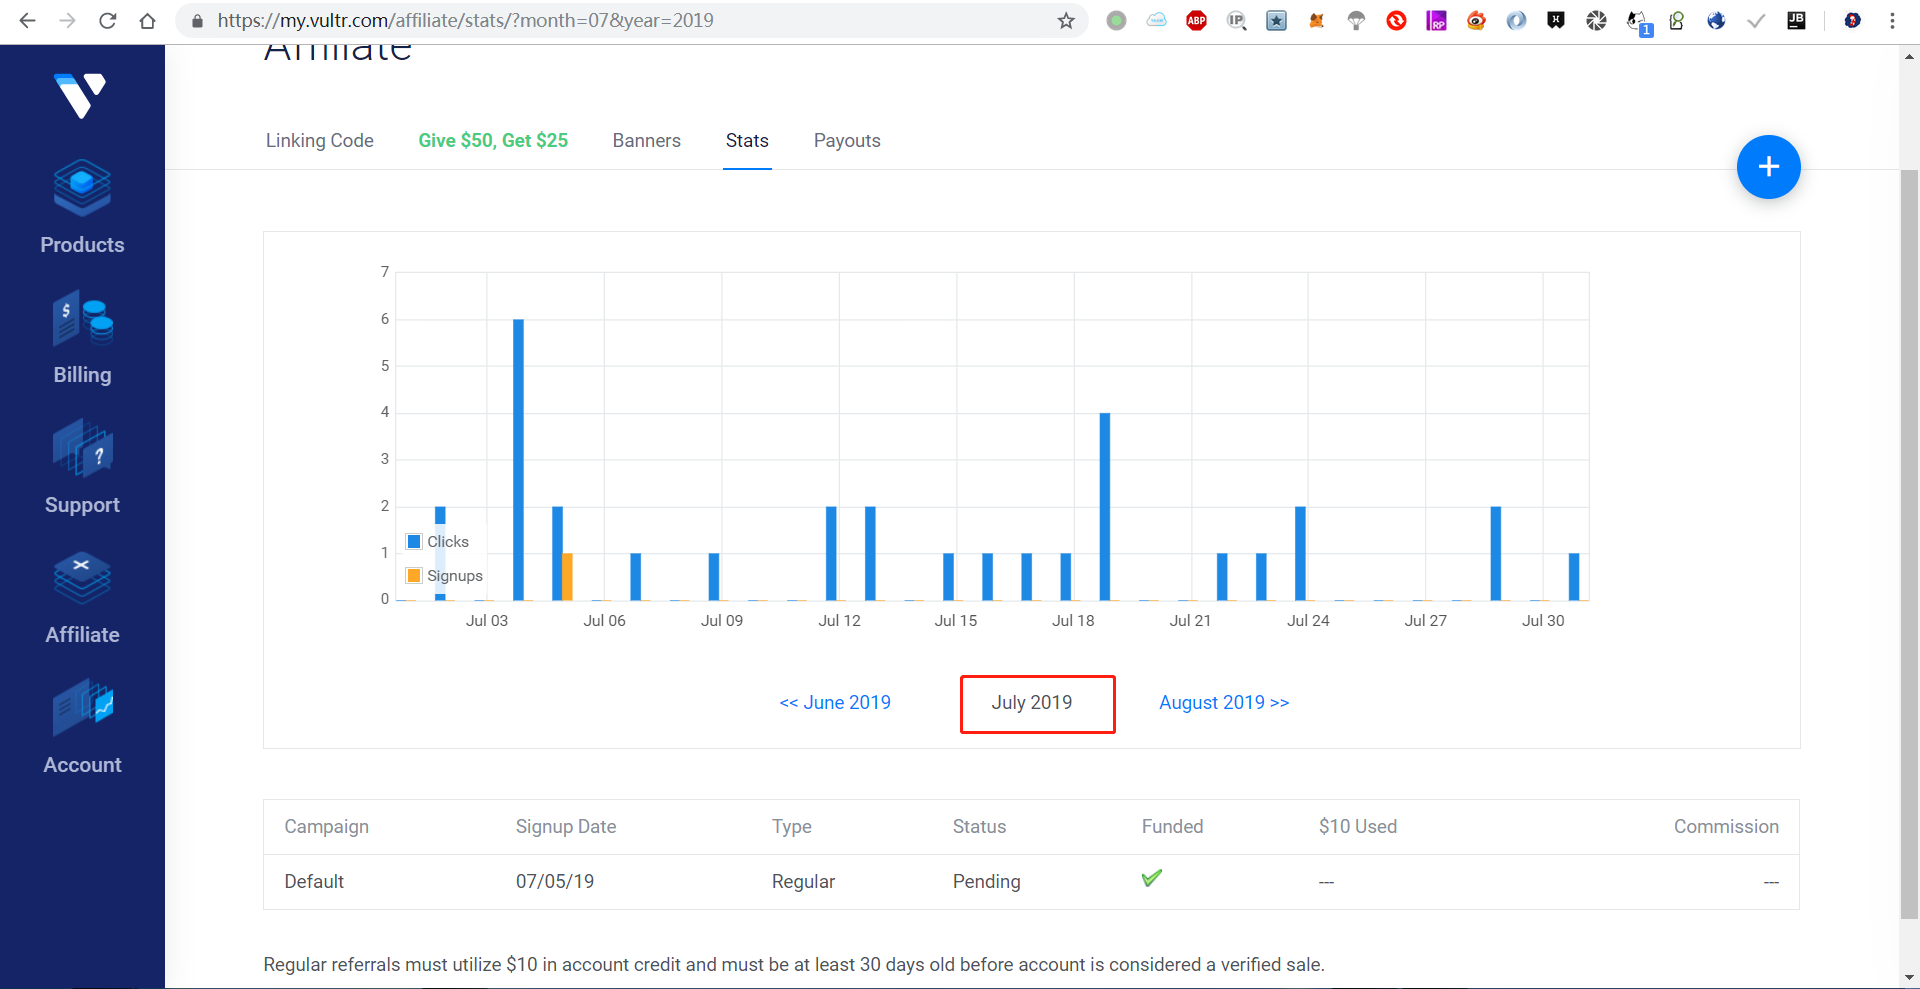 https://my.vultr.com/affiliate/stats/?month=07&year=2019
ABP
IP
RP
1
JB
Affiliate
Linking Code Give $50, Get $25 Banners Stats Payouts
+
Products
$
Billing
?
Support
Affiliate
Account
7
6
5
4
3
2
1
0
Clicks
Signups
Jul 03 Jul 06 Jul 09 Jul 12 Jul 15 Jul 18 Jul 21 Jul 24 Jul 27 Jul 30
<< June 2019 July 2019 August 2019 >>
Campaign Signup Date Type Status Funded $10 Used Commission
Default 07/05/19 Regular Pending --- ---
Regular referrals must utilize $10 in account credit and must be at least 30 days old before account is considered a verified sale.